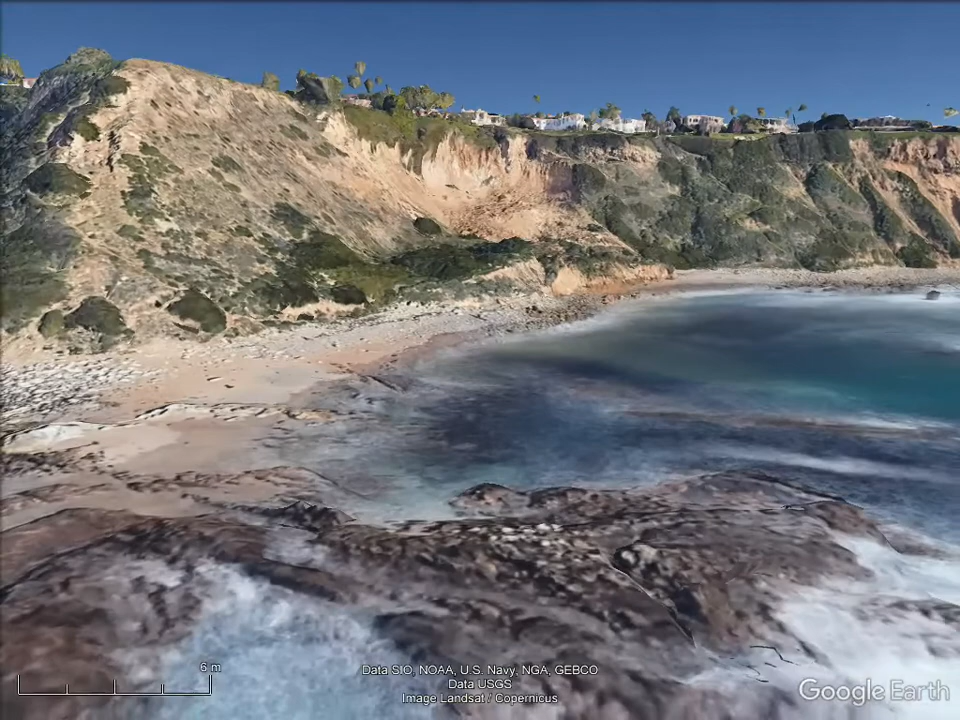 6 m
Data SIO, NOAA, U.S. Navy, NGA, GEBCO
Data USGS
Image Landsat / Copernicus
Google Earth